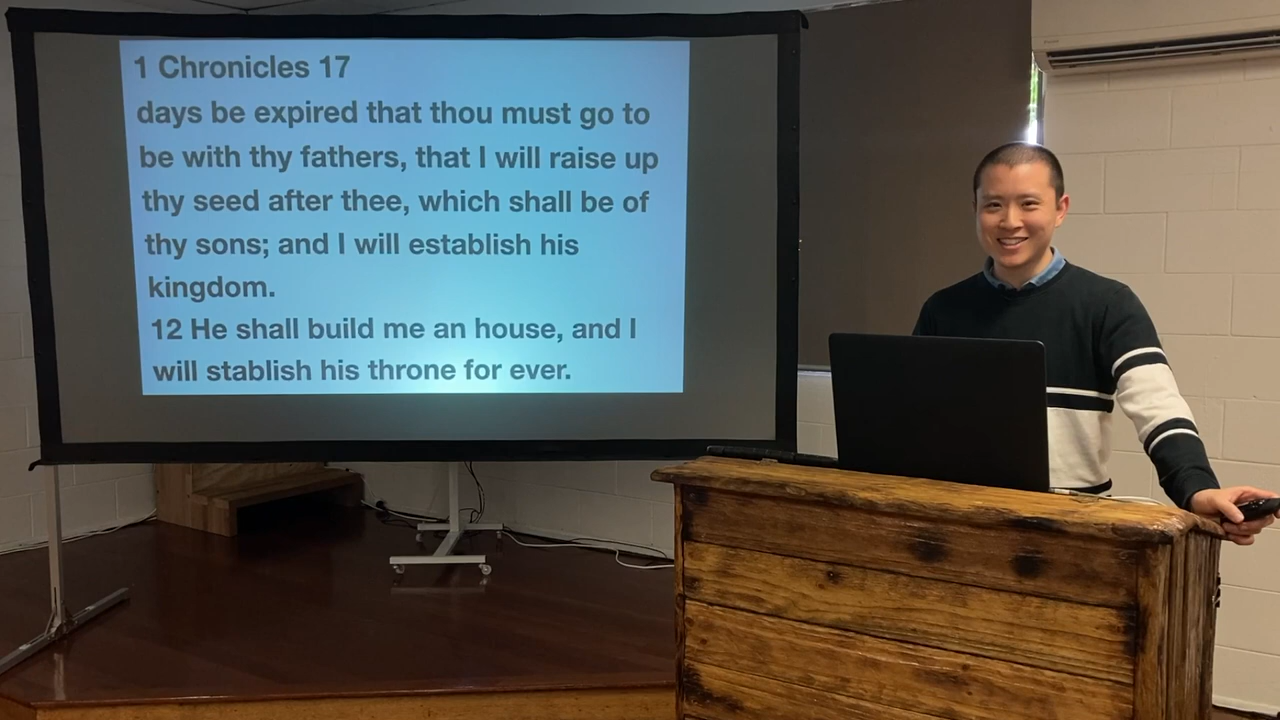 1 Chronicles 17
days be expired that thou must go to
be with thy fathers, that I will raise up
thy seed after thee, which shall be of
thy sons; and I will establish his
kingdom.
12 He shall build me an house, and I
will stablish his throne for ever.